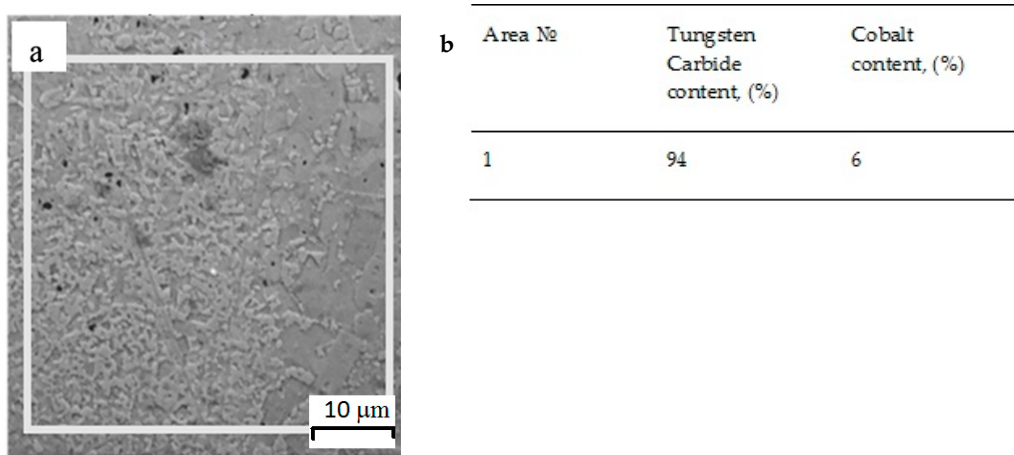 a
10 μm
b
Area № Tungsten Cobalt
Carbide content, (%)
content, (%)
1 94 6